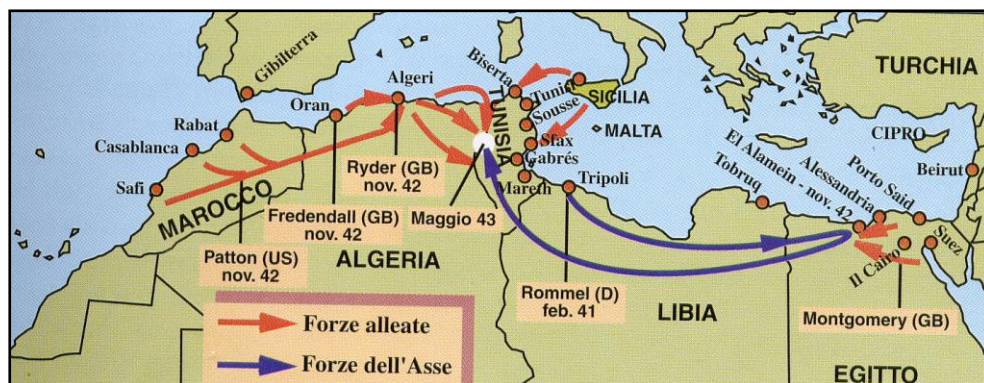 Gibilterra
Oran
Algeri
Biserta
Tunisi
Sousse
Sfax
Gabrés
Mareth
TUNISIA
SICILIA
MALTA
TURCHIA
CIPRO
Beirut
Rabat
Casablanca
Safi
MAROCCO
Ryder (GB)
nov. 42
Fredendall (GB)
nov. 42
Maggio 43
Patton (US)
nov. 42
ALGERIA
Tripoli
Tobruq
El Alamein - nov. 42
Alessandria
Porto Said
Suez
Il Cairo
Rommel (D)
feb. 41
LIBIA
Montgomery (GB)
EGITTO
Forze alleate
Forze dell'Asse